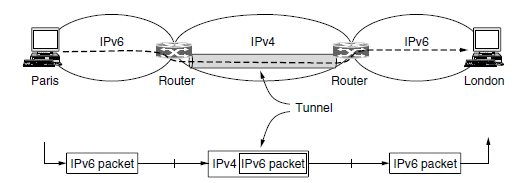 IPv6
IPv4
IPv6
Paris
Router
Router
London
Tunnel
IPv6 packet
IPv4 IPv6 packet
IPv6 packet